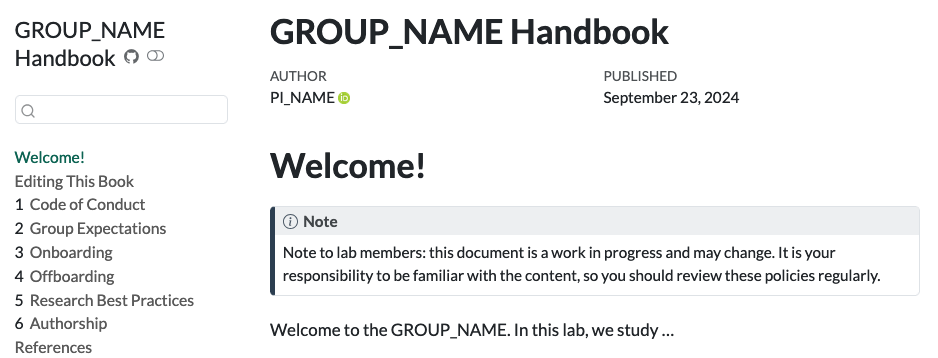 GROUP_NAME
Handbook
Welcome!
Editing This Book
1 Code of Conduct
2 Group Expectations
3 Onboarding
4 Offboarding
5 Research Best Practices
6 Authorship
References
GROUP_NAME Handbook
AUTHOR
PI_NAME iD
PUBLISHED
September 23, 2024
Welcome!
Note
Note to lab members: this document is a work in progress and may change. It is your
responsibility to be familiar with the content, so you should review these policies regularly.
Welcome to the GROUP_NAME. In this lab, we study ...